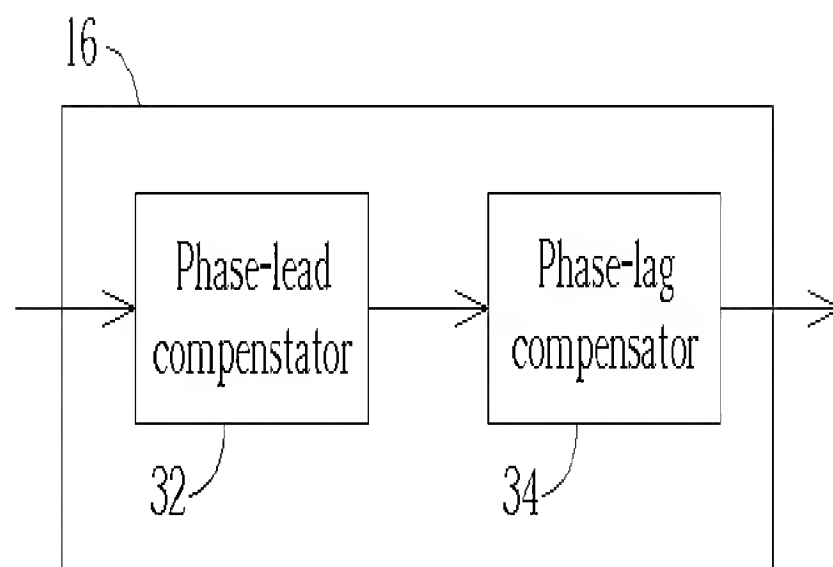 16
Phase-lead
compenstator
Phase-lag
compensator
32
34